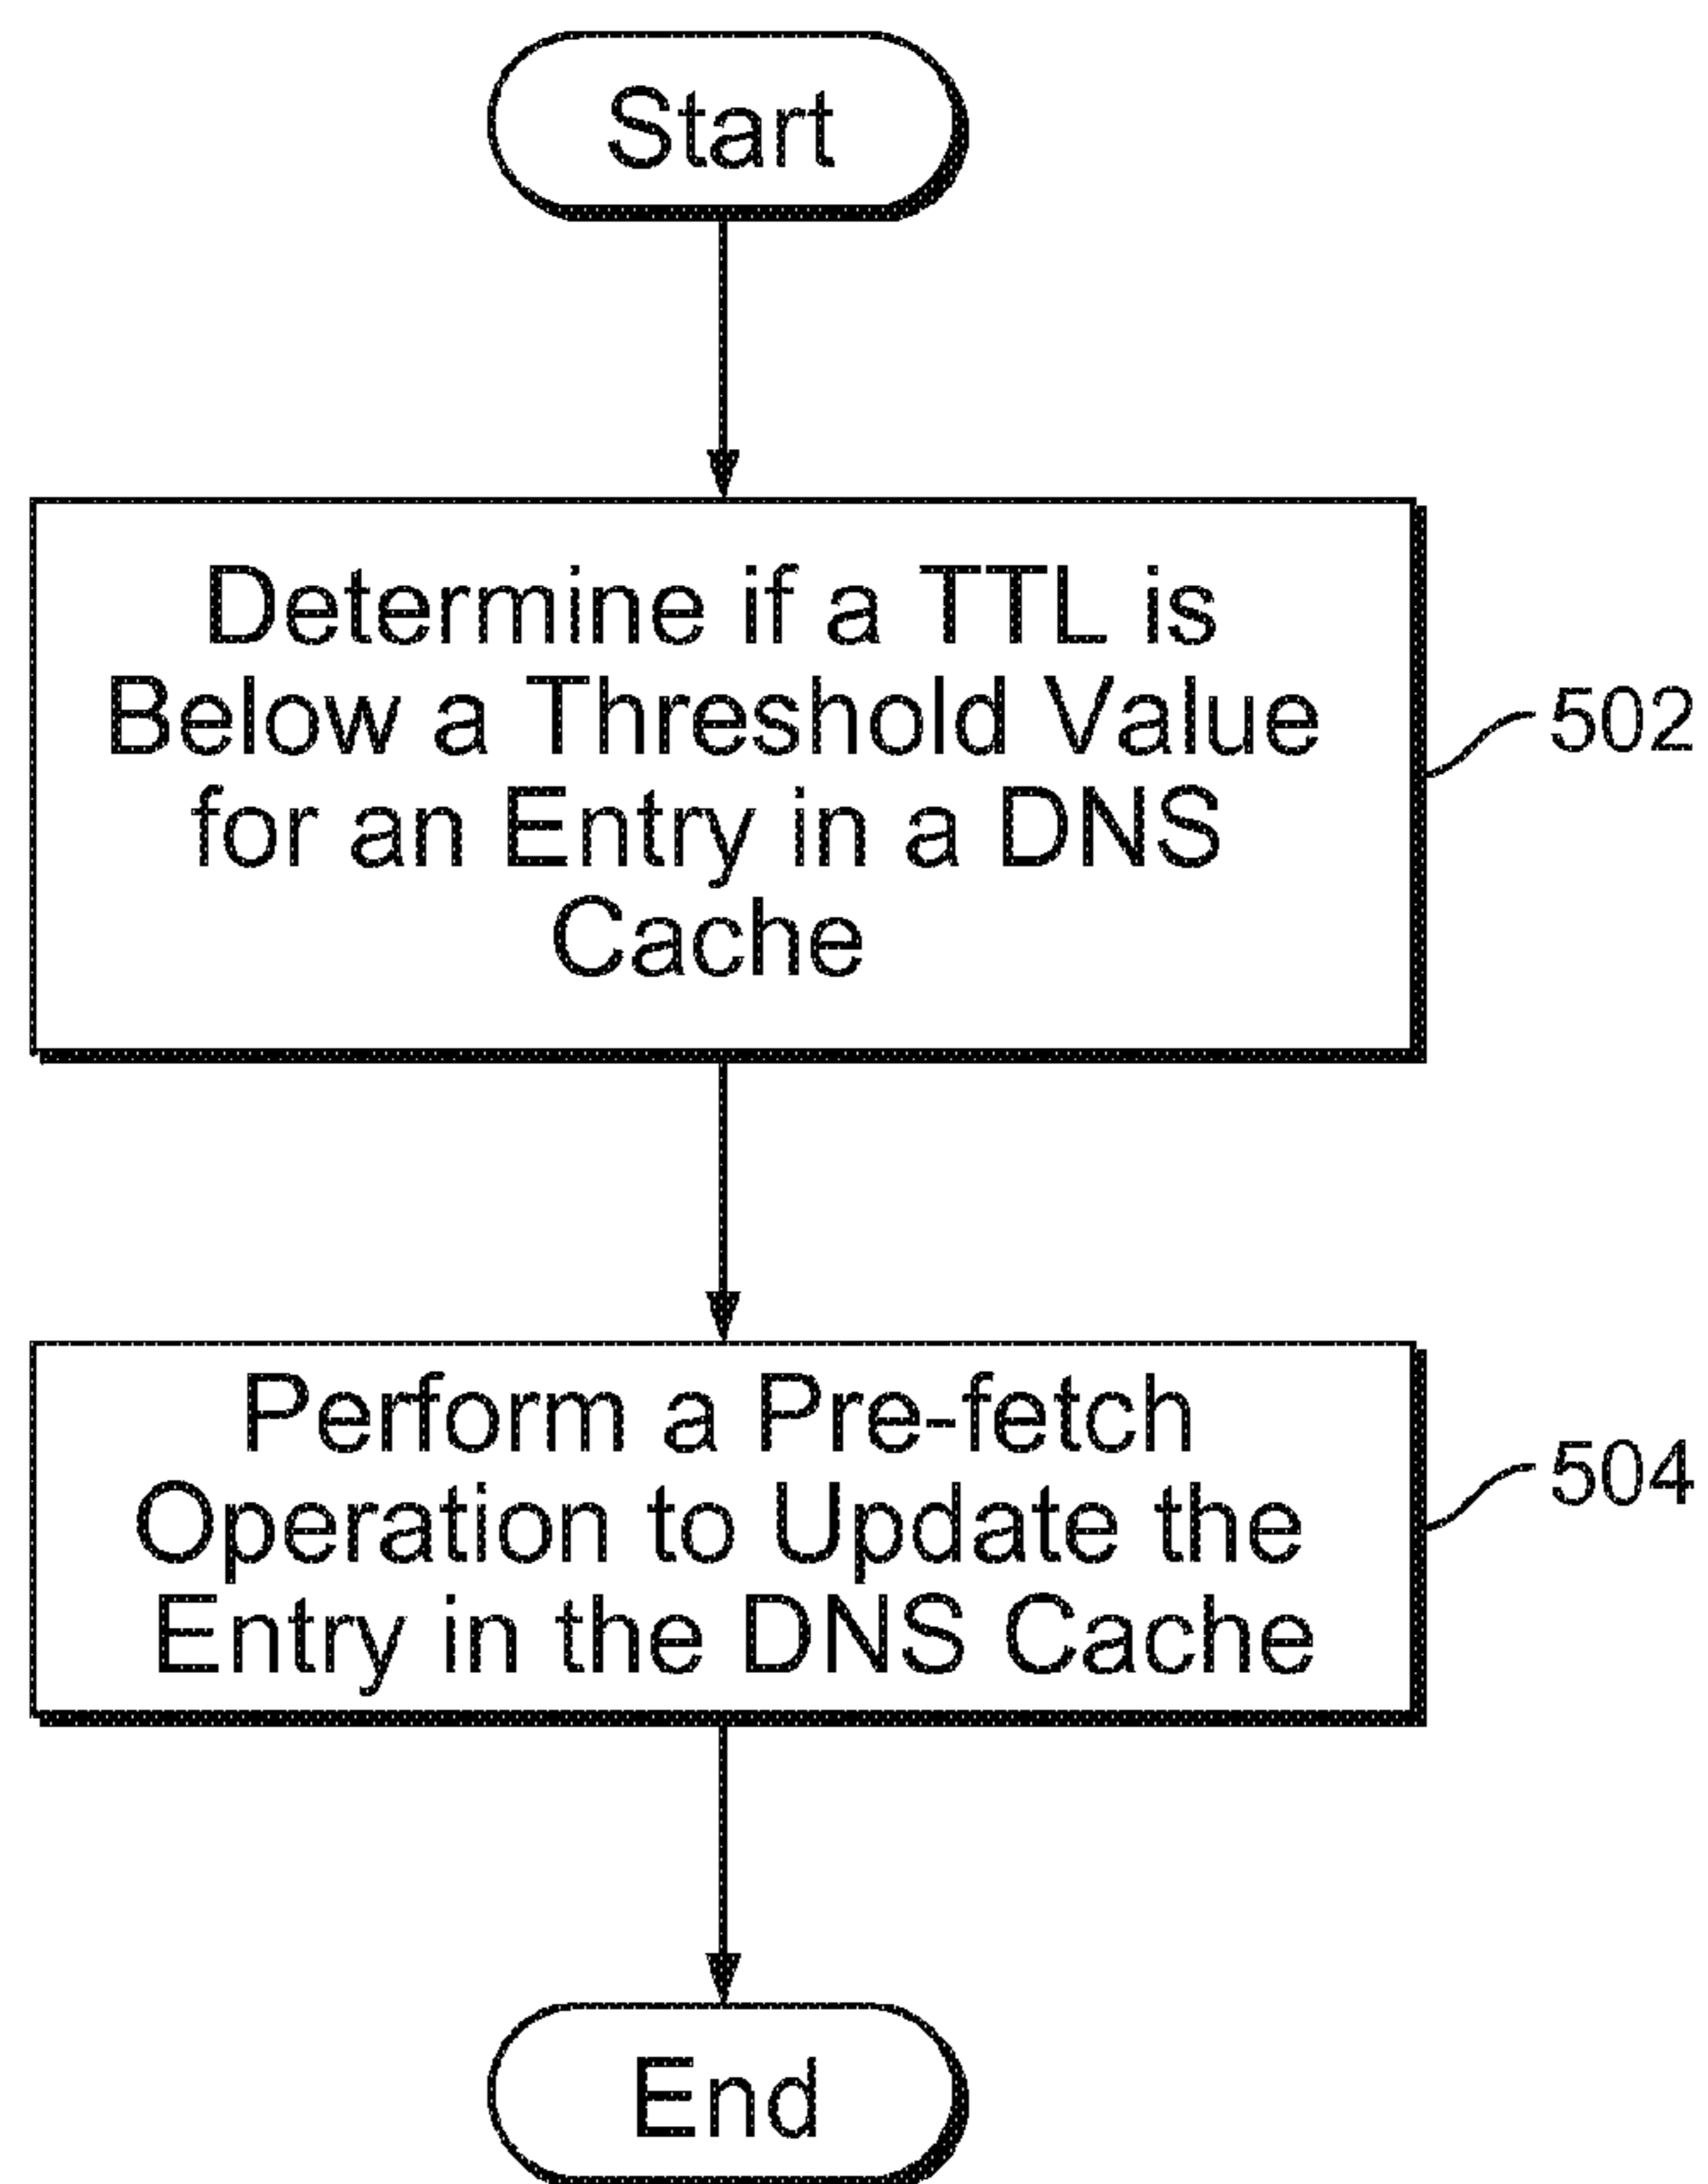 Start
Determine if a TTL is
Below a Threshold Value
for an Entry in a DNS
Cache
502
Perform a Pre-fetch
Operation to Update the
Entry in the DNS Cache
504
End